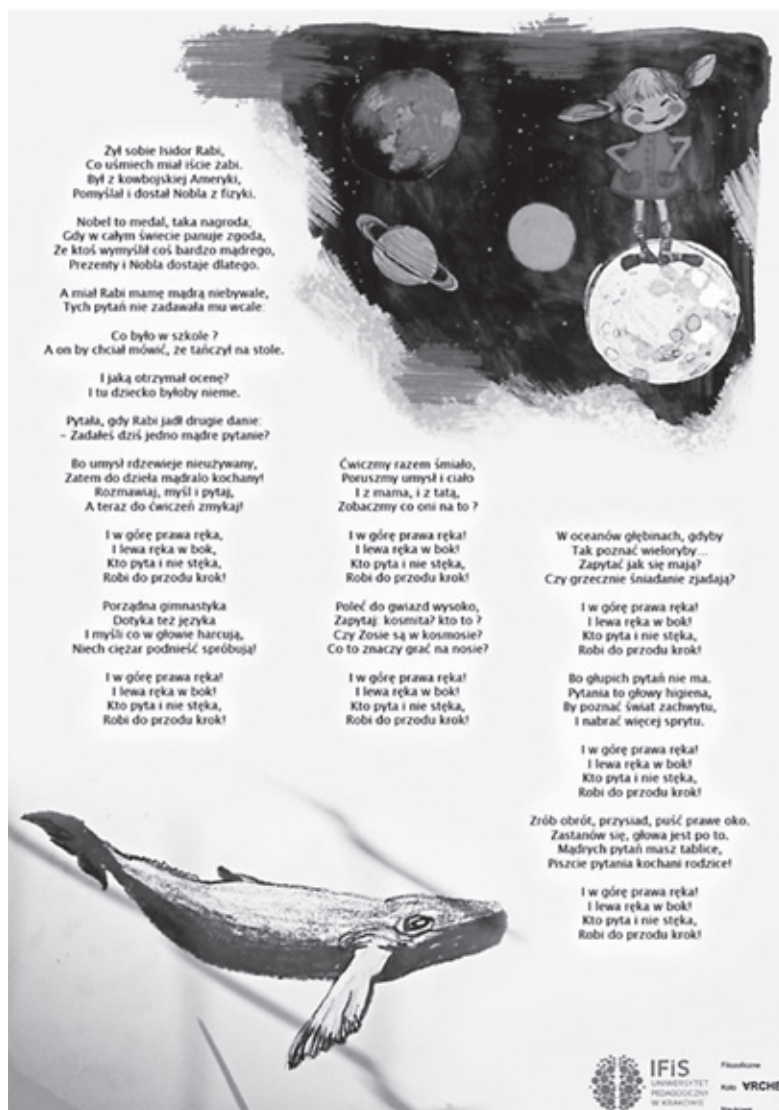 Żył sobie Isidor Rabi,
Co uśmiech miał iście żabi.
Był z kowbojskiej Ameryki,
Pomyślał i dostał Nobla z fizyki.
Nobel to medal, taka nagroda;
Gdy w całym świecie panuje zgoda,
Że ktoś wymyślił coś bardzo mądrego,
Prezenty i Nobla dostaje dlatego.
A miał Rabi mamę mądrą niebywale,
Tych pytań nie zadawała mu wcale:
Co było w szkole ?
A on by chciał mówić, że tańczył na stole.
I jaką otrzymał ocenę?
I tu dziecko byłoby nieme.
Pytała, gdy Rabi jadł drugie danie:
– Zadałeś dziś jedno mądre pytanie?
Bo umysł rdzewieje nieużywany,
Zatem do dzieła mądralo kochany!
Rozmawiaj, myśl i pytaj,
A teraz do ćwiczeń zmykaj!
I w górę prawa ręka,
I lewa ręka w bok,
Kto pyta i nie stęka,
Robi do przodu krok!
Porządna gimnastyka
Dotyka też języka
I myśli co w głowie harcują,
Niech ciężar podnieść spróbują!
I w górę prawa ręka!
I lewa ręka w bok!
Kto pyta i nie stęka,
Robi do przodu krok!
Ćwiczmy razem śmiało,
Poruszmy umysł i ciało
I z mama, i z tatą,
Zobaczmy co oni na to ?
I w górę prawa ręka!
I lewa ręka w bok!
Kto pyta i nie stęka,
Robi do przodu krok!
Poleć do gwiazd wysoko,
Zapytaj: kosmita? kto to ?
Czy Zosie są w kosmosie?
Co to znaczy grać na nosie?
I w górę prawa ręka!
I lewa ręka w bok!
Kto pyta i nie stęka,
Robi do przodu krok!
W oceanów głębinach, gdyby
Tak poznać wieloryby...
Zapytać jak się mają?
Czy grzecznie śniadanie zjadają?
I w górę prawa ręka!
I lewa ręka w bok!
Kto pyta i nie stęka,
Robi do przodu krok!
Bo głupich pytań nie ma.
Pytania to głowy higiena,
By poznać świat zachwytu,
I nabrać więcej sprytu.
I w górę prawa ręka!
I lewa ręka w bok!
Kto pyta i nie stęka,
Robi do przodu krok!
Zrób obrót, przysiad, puść prawe oko.
Zastanów się, głowa jest po to.
Mądrych pytań masz tablice,
Piszcie pytania kochani rodzice!
I w górę prawa ręka!
I lewa ręka w bok!
Kto pyta i nie stęka,
Robi do przodu krok!
IFiS
UNIWERSYTET
PEDAGOGICZNY
W KRAKOWIE
Filozoficzne
Koło ∀RCHE